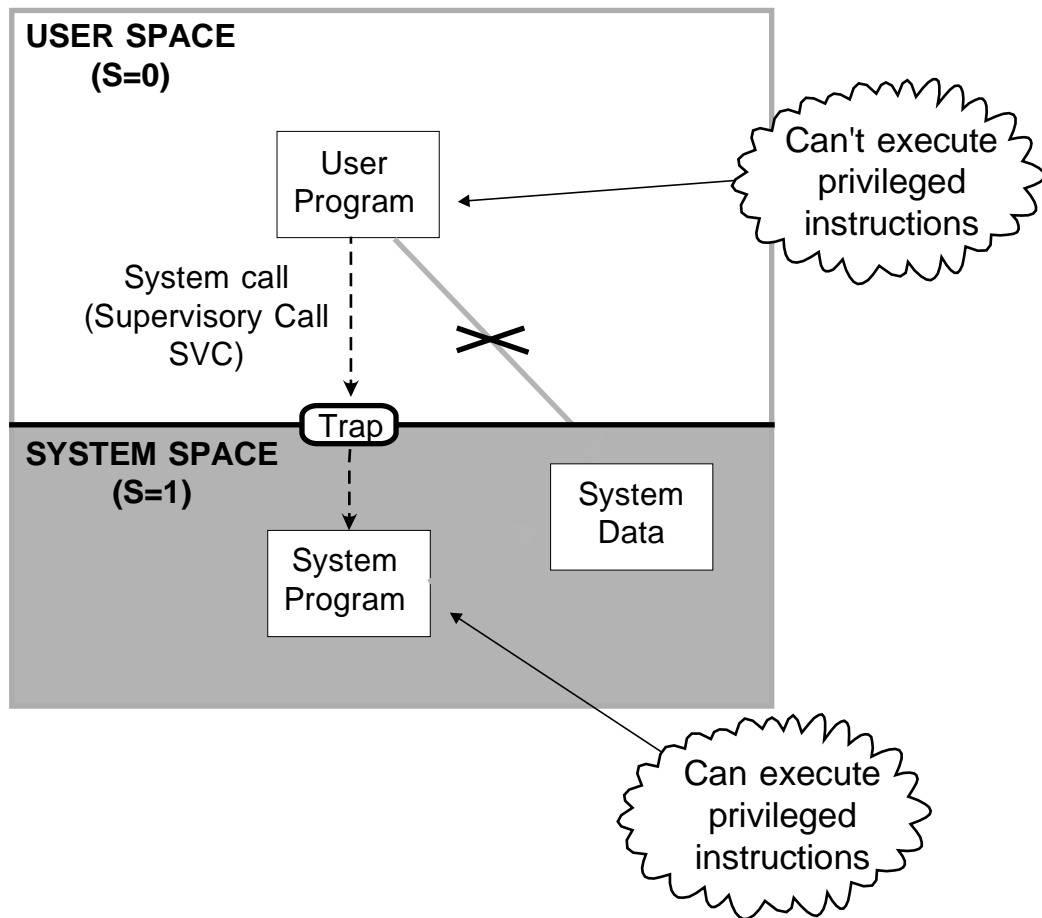 USER SPACE
(S=0)
User
Program
Can't execute
privileged
instructions
System call
(Supervisory Call
SVC)
Trap
SYSTEM SPACE
(S=1)
System
Data
System
Program
Can execute
privileged
instructions